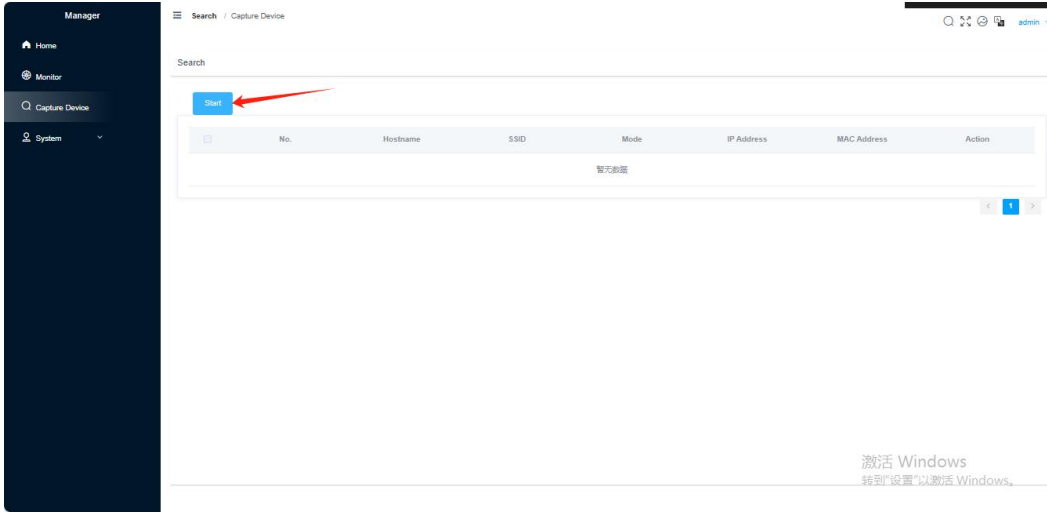 Manager
Search / Capture Device
admin
Home
Search
Monitor
Capture Device
Start
System
No.
Hostname
SSID
Mode
IP Address
MAC Address
Action
暂无数据
1
激活 Windows
转到"设置"以激活 Windows。